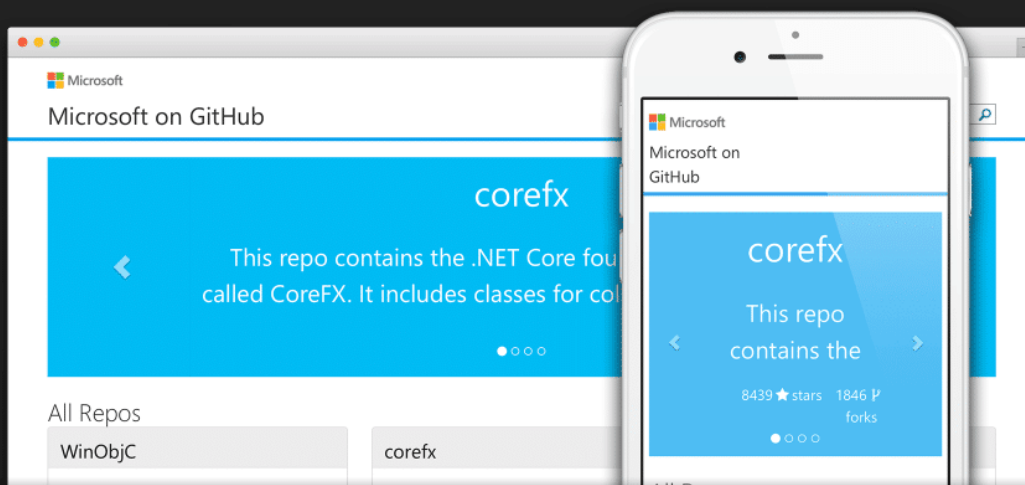 Microsoft
Microsoft on GitHub
corefx
This repo contains the .NET Core fou
called CoreFX. It includes classes for col
All Repos
WinObjC
corefx
Microsoft
Microsoft on
GitHub
corefx
This repo
contains the
8439 stars 1846
forks